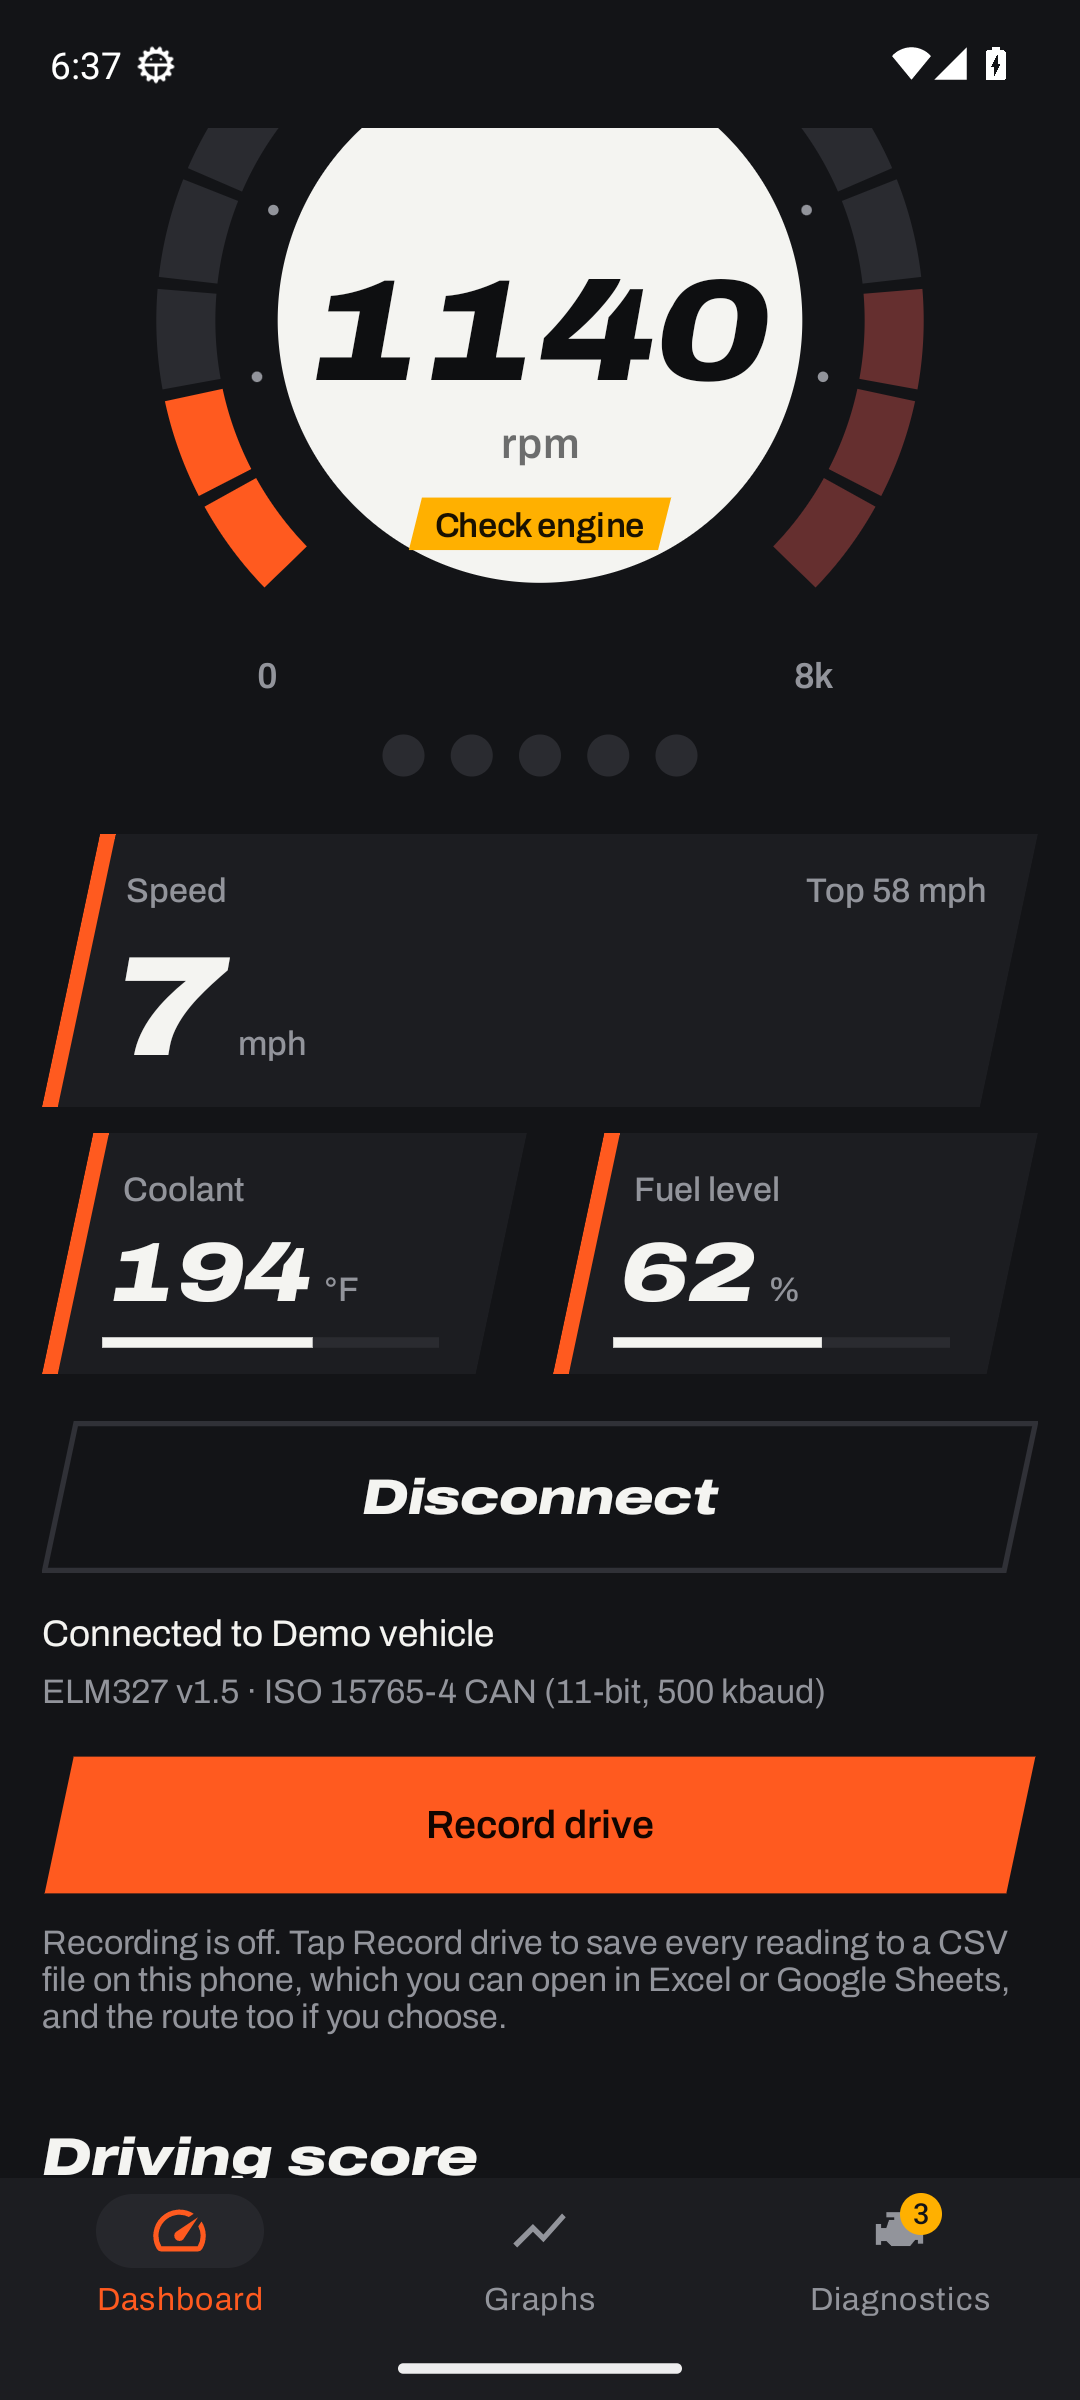 6:37
1140
rpm
Check engine
0
8k
Speed
Top 58 mph
7 mph
Coolant
Fuel level
194 °F
62 %
Disconnect
Connected to Demo vehicle
ELM327 v1.5 · ISO 15765-4 CAN (11-bit, 500 kbaud)
Record drive
Recording is off. Tap Record drive to save every reading to a CSV
file on this phone, which you can open in Excel or Google Sheets,
and the route too if you choose.
Driving score
3
Dashboard
Graphs
Diagnostics